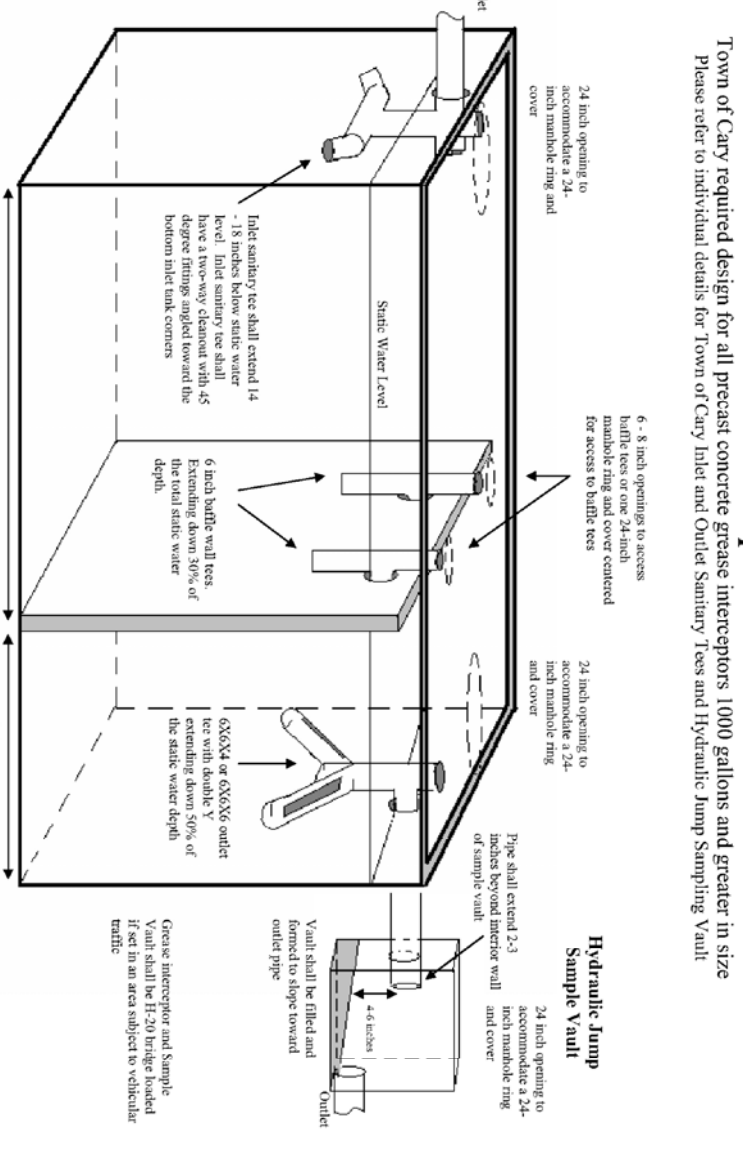 Town of Cary required design for all precast concrete grease interceptors 1000 gallons and greater in size
Please refer to individual details for Town of Cary Inlet and Outlet Sanitary Tees and Hydraulic Jump Sampling Vault
24 inch opening to
accommodate a 24-
inch manhole ring and
cover
6 - 8 inch openings to access
baffle tees or one 24-inch
manhole ring and cover centered
for access to baffle tees
24 inch opening to
accommodate a 24-
inch manhole ring
and cover
Hydraulic Jump
Sample Vault
24 inch opening to
accommodate a 24-
inch manhole ring
and cover
Pipe shall extend 2-3
inches beyond interior wall
of sample vault
Static Water Level
4-6 inches
Outlet
Inlet sanitary tee shall extend 14
- 18 inches below static water
level. Inlet sanitary tee shall
have a two-way cleanout with 45
degree fittings angled toward the
bottom inlet tank corners
6 inch baffle wall tees.
Extending down 30% of
the total static water
depth.
6X6X4 or 6X6X6 outlet
tee with double Y
extending down 50% of
the static water depth
Vault shall be filled and
formed to slope toward
outlet pipe
Grease interceptor and Sample
Vault shall be H-20 bridge loaded
if set in an area subject to vehicular
traffic